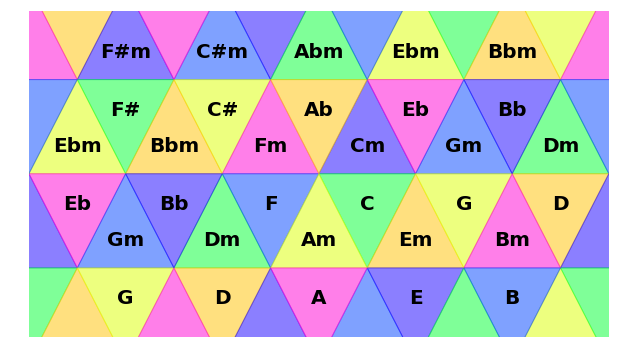 F#m C#m Abm Ebm Bbm
F# C# Ab Eb Bb
Ebm Bbm Fm Cm Gm Dm
Eb Bb F C G D
Gm Dm Am Em Bm
G D A E B